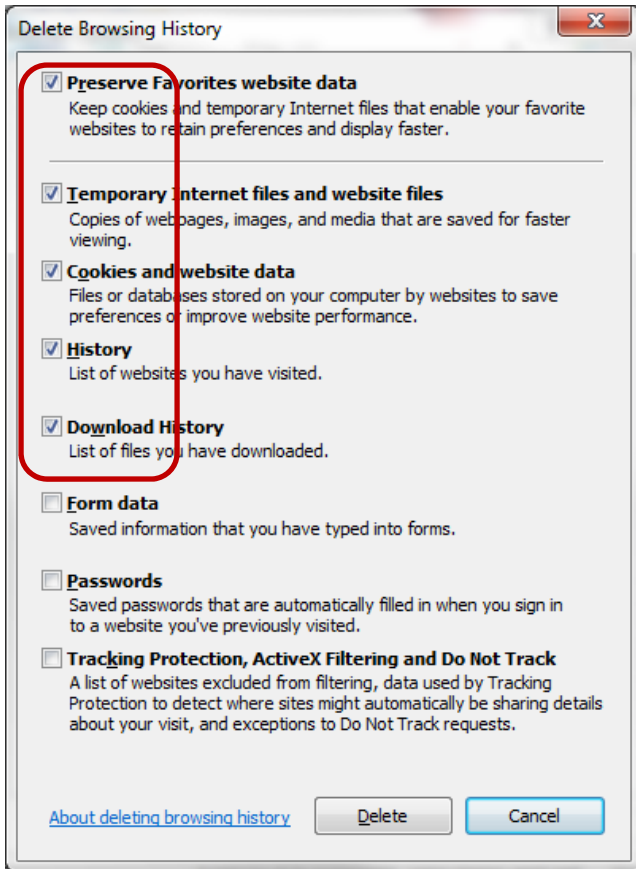 Delete Browsing History
Preserve Favorites website data
Keep cookies and temporary Internet files that enable your favorite
websites to retain preferences and display faster.
Temporary Internet files and website files
Copies of webpages, images, and media that are saved for faster
viewing.
Cookies and website data
Files or databases stored on your computer by websites to save
preferences or improve website performance.
History
List of websites you have visited.
Download History
List of files you have downloaded.
Form data
Saved information that you have typed into forms.
Passwords
Saved passwords that are automatically filled in when you sign in
to a website you've previously visited.
Tracking Protection, ActiveX Filtering and Do Not Track
A list of websites excluded from filtering, data used by Tracking
Protection to detect where sites might automatically be sharing details
about your visit, and exceptions to Do Not Track requests.
About deleting browsing history
Delete
Cancel